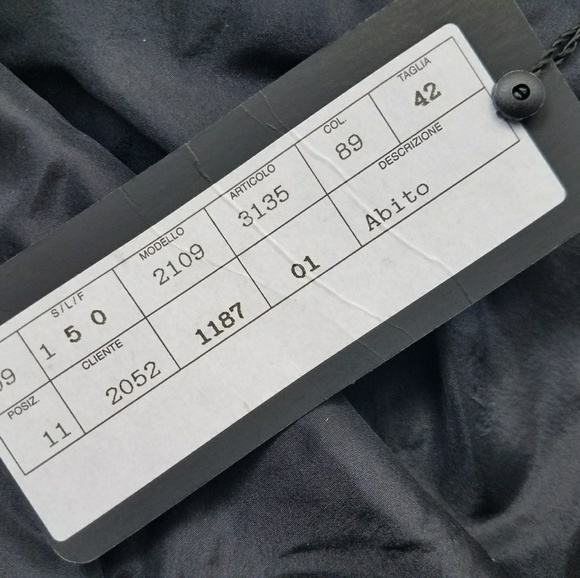 S/L/F MODELLO ARTICOLO COL. TAGLIA
1 5 0 2109 3135 89 42
POSIZ. CLIENTE DESCRIZIONE
11 2052 1187 01 Abito